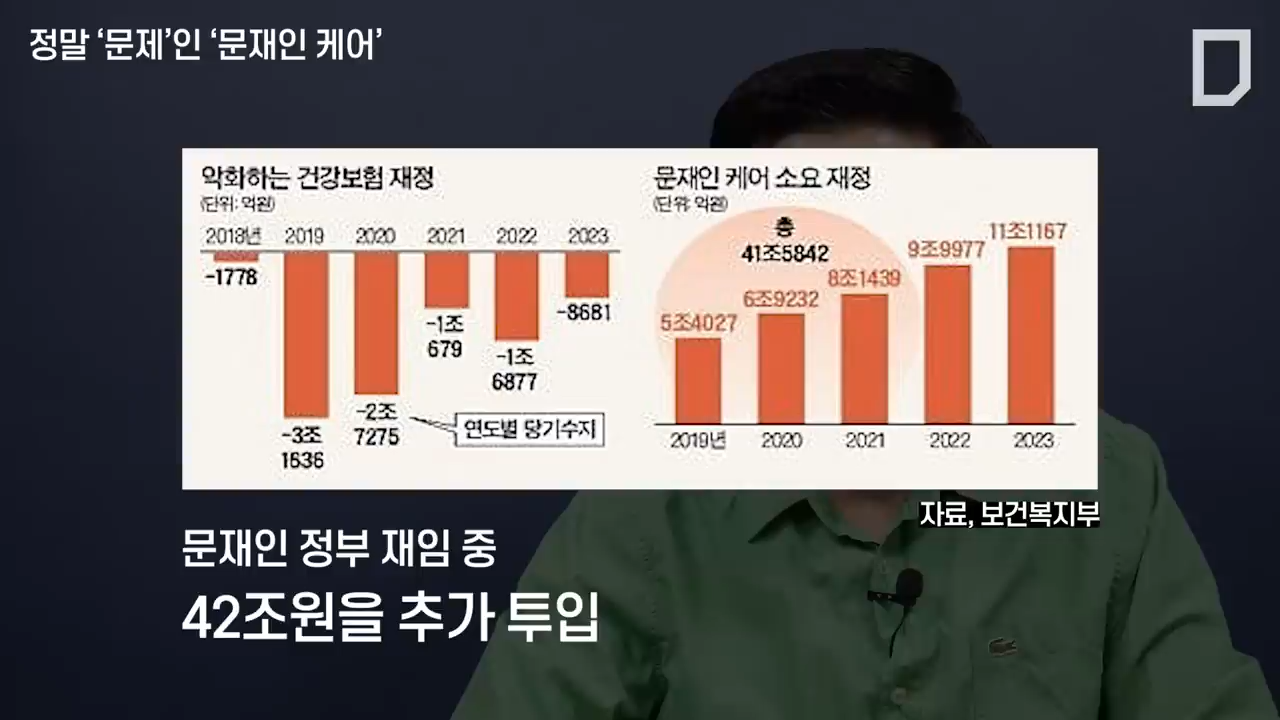 정말 ‘문제’인 ‘문재인 케어’
악화하는 건강보험 재정
(단위: 억원)
2018년 2019 2020 2021 2022 2023
-1778
-3조
1636
-2조
7275
-1조
679
-1조
6877
-8681
연도별 당기수지
문재인 케어 소요 재정
(단위: 억원)
총
41조5842
5조4027
6조9232
8조1439
9조9977
11조1167
2019년 2020 2021 2022 2023
자료, 보건복지부
문재인 정부 재임 중
42조원을 추가 투입